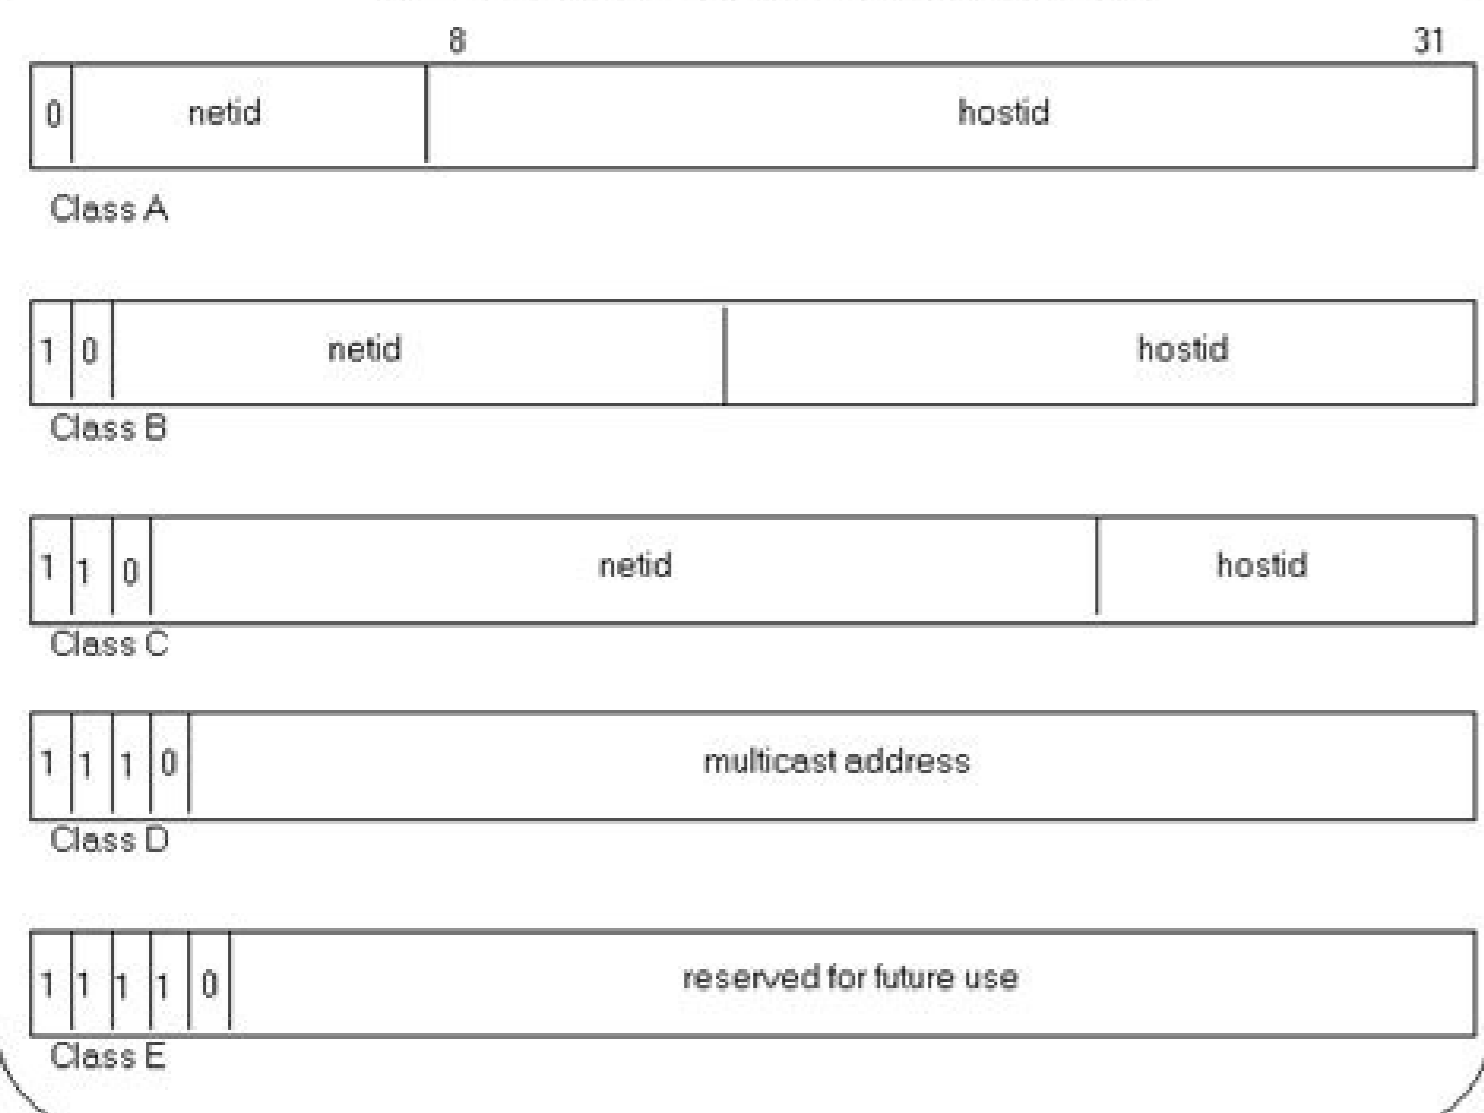 8 31
0 netid hostid
Class A
1 0 netid hostid
Class B
1 1 0 netid hostid
Class C
1 1 1 0 multicast address
Class D
1 1 1 1 0 reserved for future use
Class E